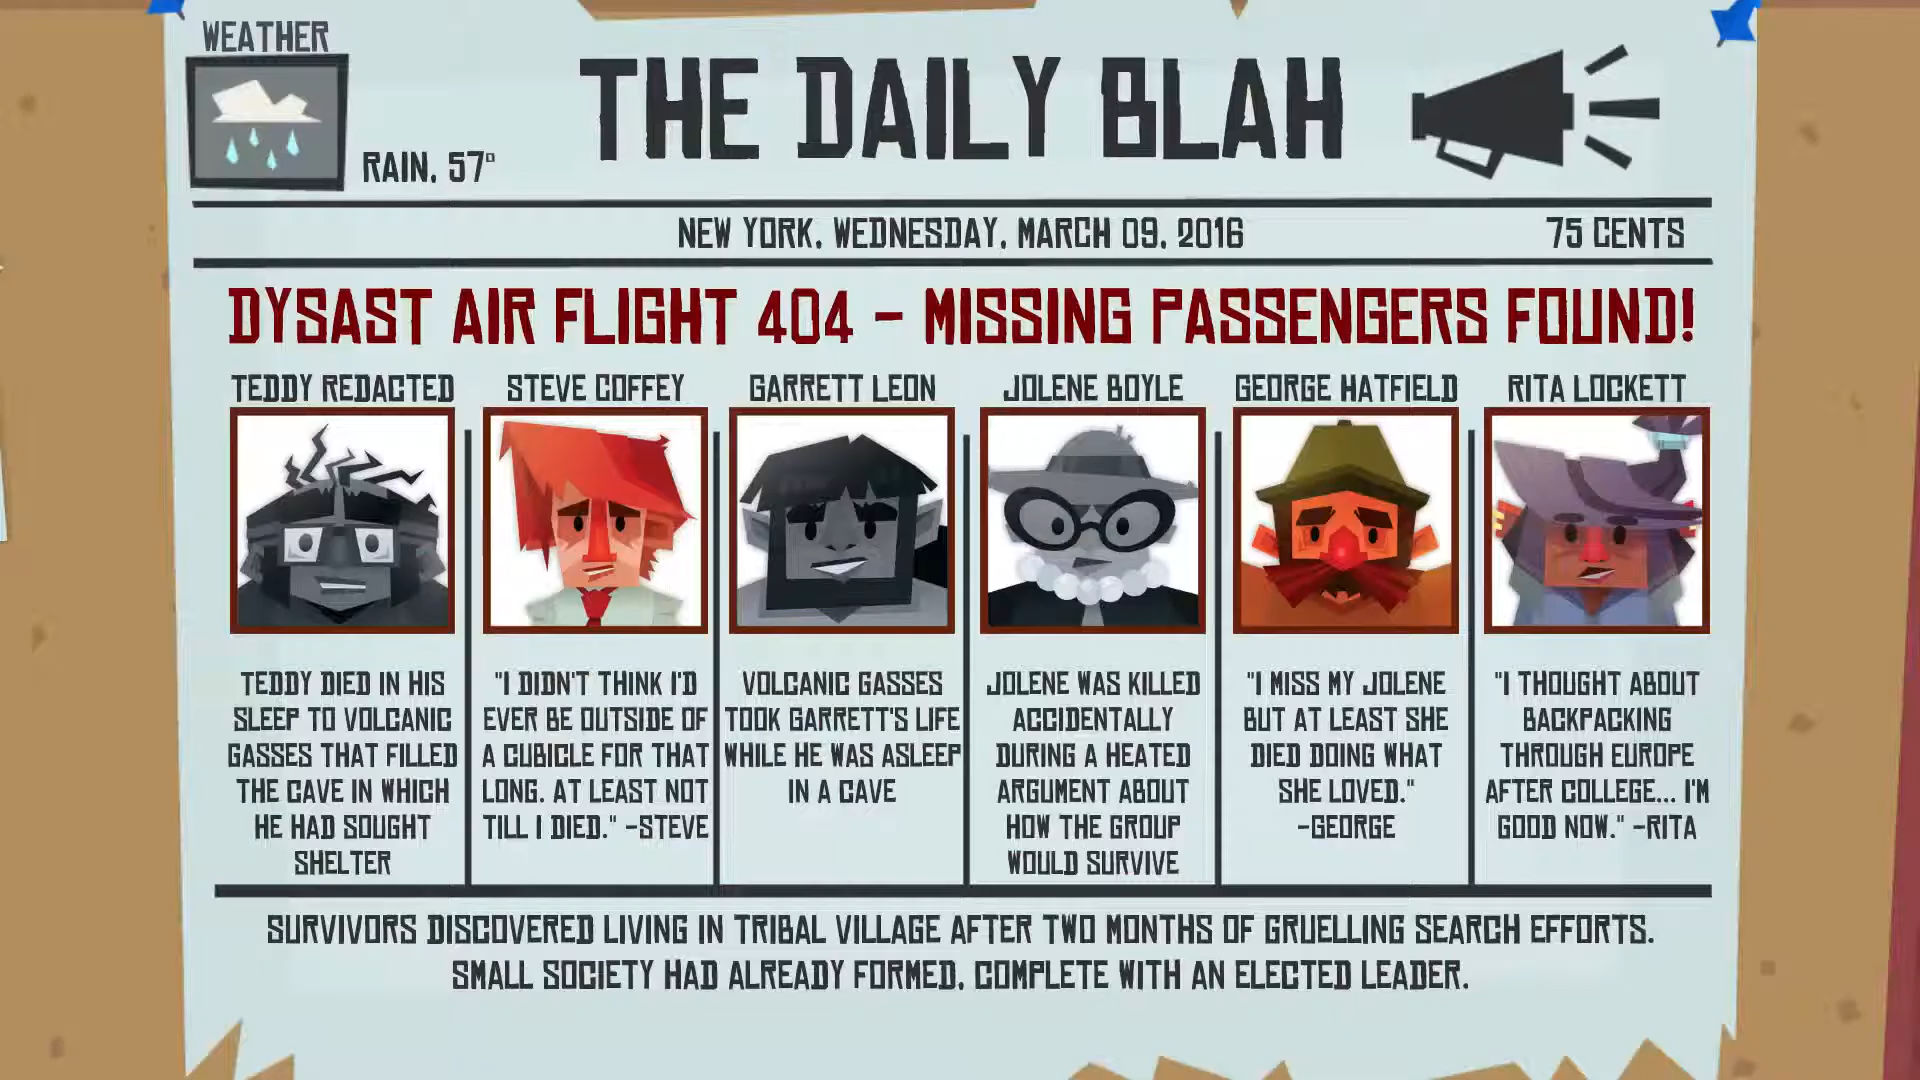 WEATHER
THE DAILY BLAH
RAIN, 57°
NEW YORK, WEDNESDAY, MARCH 09, 2016
75 CENTS
DYSAST AIR FLIGHT 404 - MISSING PASSENGERS FOUND!
TEDDY REDACTED
TEDDY DIED IN HIS
SLEEP TO VOLCANIC
GASSES THAT FILLED
THE CAVE IN WHICH
HE HAD SOUGHT
SHELTER
STEVE COFFEY
"I DIDN'T THINK I'D
EVER BE OUTSIDE OF
A CUBICLE FOR THAT
LONG. AT LEAST NOT
TILL I DIED." -STEVE
GARRETT LEON
VOLCANIC GASSES
TOOK GARRETT'S LIFE
WHILE HE WAS ASLEEP
IN A CAVE
JOLENE BOYLE
JOLENE WAS KILLED
ACCIDENTALLY
DURING A HEATED
ARGUMENT ABOUT
HOW THE GROUP
WOULD SURVIVE
GEORGE HATFIELD
"I MISS MY JOLENE
BUT AT LEAST SHE
DIED DOING WHAT
SHE LOVED."
-GEORGE
RITA LOCKETT
"I THOUGHT ABOUT
BACKPACKING
THROUGH EUROPE
AFTER COLLEGE... I'M
GOOD NOW." -RITA
SURVIVORS DISCOVERED LIVING IN TRIBAL VILLAGE AFTER TWO MONTHS OF GRUELLING SEARCH EFFORTS.
SMALL SOCIETY HAD ALREADY FORMED, COMPLETE WITH AN ELECTED LEADER.